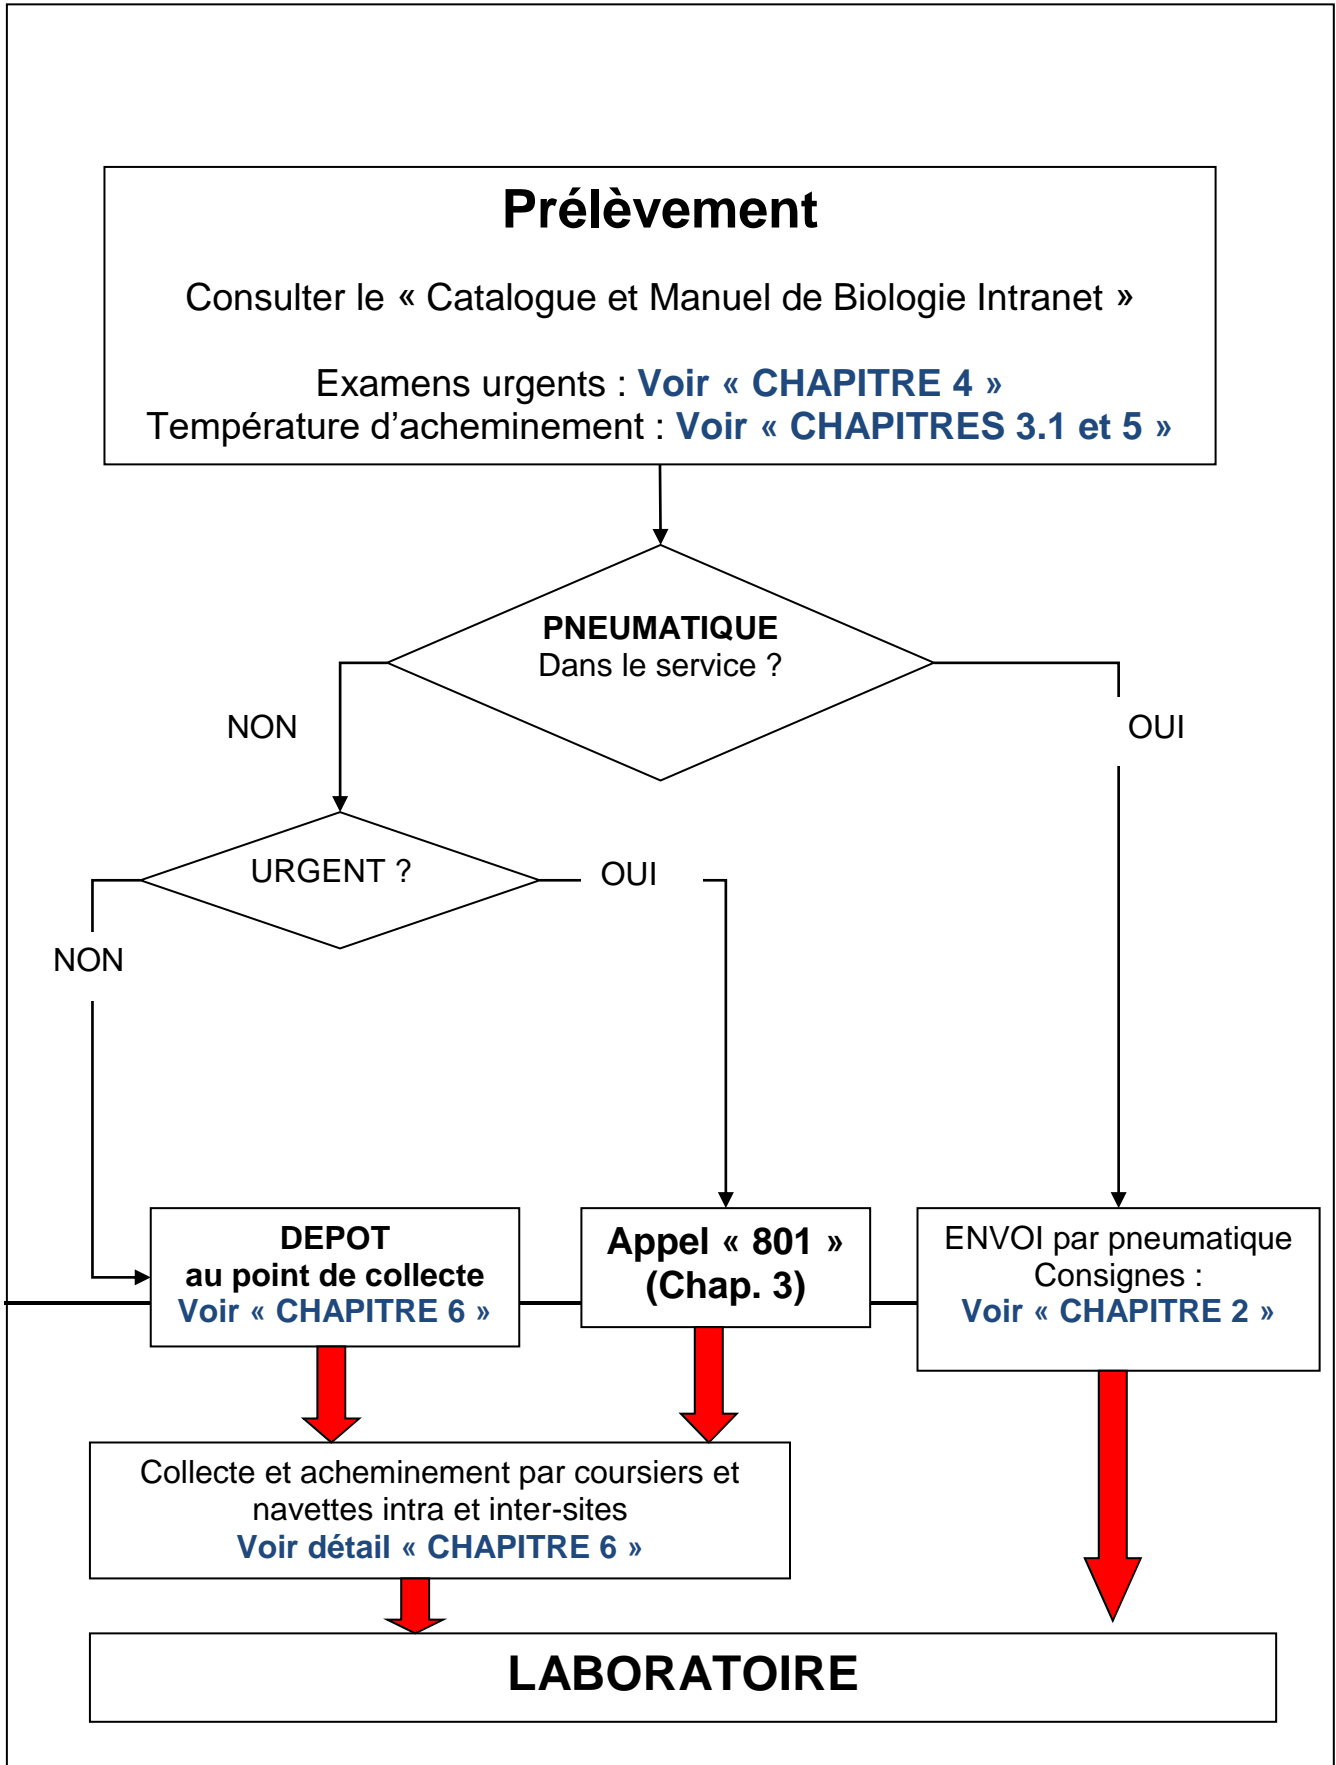 Prélèvement
Consulter le « Catalogue et Manuel de Biologie Intranet »
Examens urgents : Voir « CHAPITRE 4 »
Température d’acheminement : Voir « CHAPITRES 3.1 et 5 »
PNEUMATIQUE
Dans le service ?
NON
OUI
URGENT ?
OUI
NON
DEPOT
au point de collecte
Voir « CHAPITRE 6 »
Appel « 801 »
(Chap. 3)
ENVOI par pneumatique
Consignes :
Voir « CHAPITRE 2 »
Collecte et acheminement par coursiers et
navettes intra et inter-sites
Voir détail « CHAPITRE 6 »
LABORATOIRE